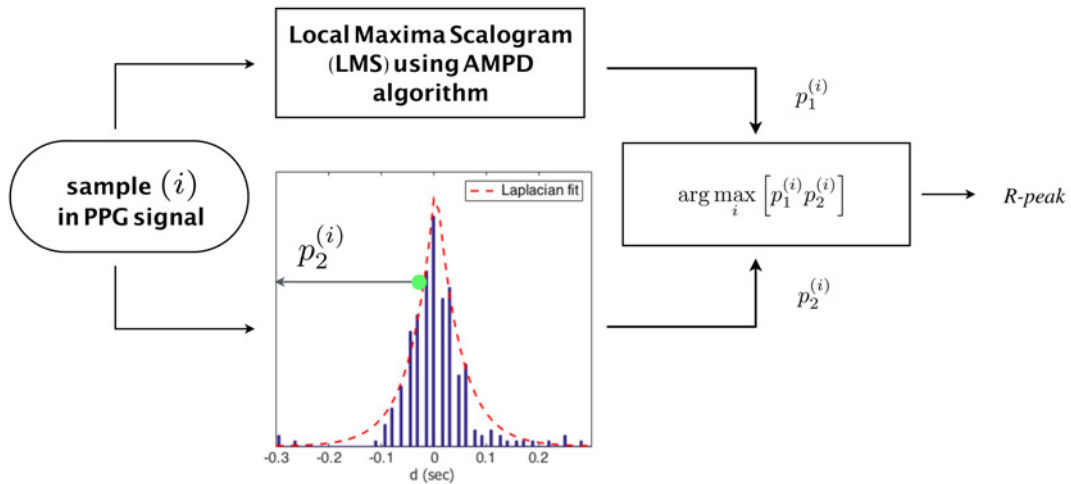 Local Maxima Scalogram
(LMS) using AMPD
algorithm
p_1^{(i)}
sample (i)
in PPG signal
Laplacian fit
p_2^{(i)}
arg max_i [p_1^{(i)} p_2^{(i)}]
R-peak
p_2^{(i)}
-0.3 -0.2 -0.1 0 0.1 0.2
d (sec)